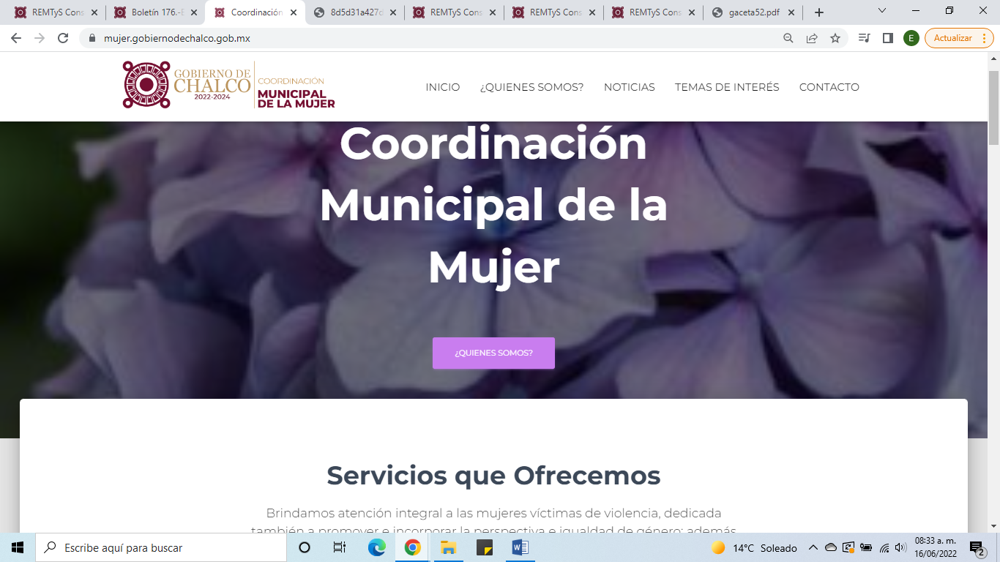 REMTyS Cons
Boletín 176.-E
Coordinación
8d5d31a427d
REMTyS Cons
REMTyS Cons
REMTyS Cons
gaceta52.pdf
mujer.gobiernodechalco.gob.mx
E
Actualizar
GOBIERNO DE
CHALCO
2022-2024
COORDINACIÓN
MUNICIPAL
DE LA MUJER
INICIO
¿QUIENES SOMOS?
NOTICIAS
TEMAS DE INTERÉS
CONTACTO
Coordinación
Municipal de la
Mujer
¿QUIENES SOMOS?
Servicios que Ofrecemos
Brindamos atención integral a las mujeres víctimas de violencia, dedicada
también a promover e incorporar la perspectiva e igualdad de género; además
Escribe aquí para buscar
14°C Soleado
08:33 a. m.
16/06/2022
2